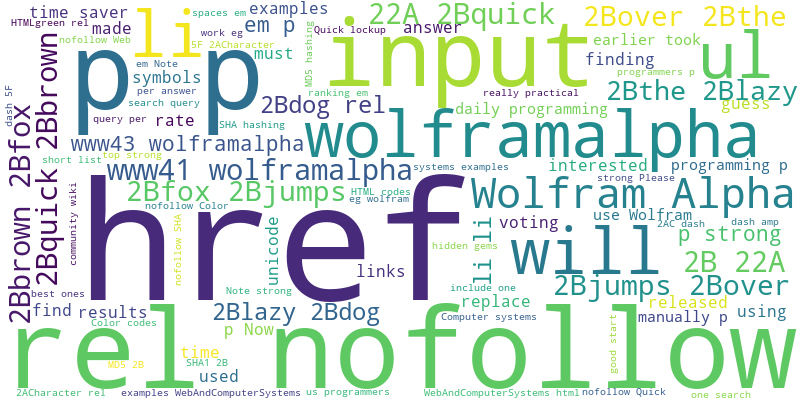 time saver
spaces em
em p
examples
22A 2Bquick
2Bover 2Bthe
HTMLgreen rel
made
li
work eg
Quick lockup
answer
earlier took
nofollow Web
5F 2ACharacter
must
input
finding
ul
em Note
symbols
MD5 hashing
programmers p
per answer
search query
ranking em
really practical
2Bthe 2Blazy
dash 5F
p p
2Bdog rel
daily programming
guess
query per
rate
SHA hashing
wolframalpha
2Bfox
2Bbrown
2Bquick 2Bbrown
www43 wolframalpha
short list
top strong
www41 wolframalpha
systems examples
interested
programming p
strong Please
2Bfox 2Bjumps
HTML codes
eg wolfram
Wolfram Alpha
nofollow Color
community wiki
href
voting
use Wolfram
2AC dash
dash amp
nofollow SHA
unicode
li li
will
p strong
hidden gems
links
2B 22A
best ones
Note strong
include one
2Bjumps 2Bover
find
results
2Blazy 2Bdog
replace
released
Color codes
p Now
Computer systems
manually p
using
rel nofollow
time
good start
MD5 2B
SHA1 2B
used
2ACharacter rel
examples WebAndComputerSystems
us programmers
WebAndComputerSystems html
nofollow Quick
one search